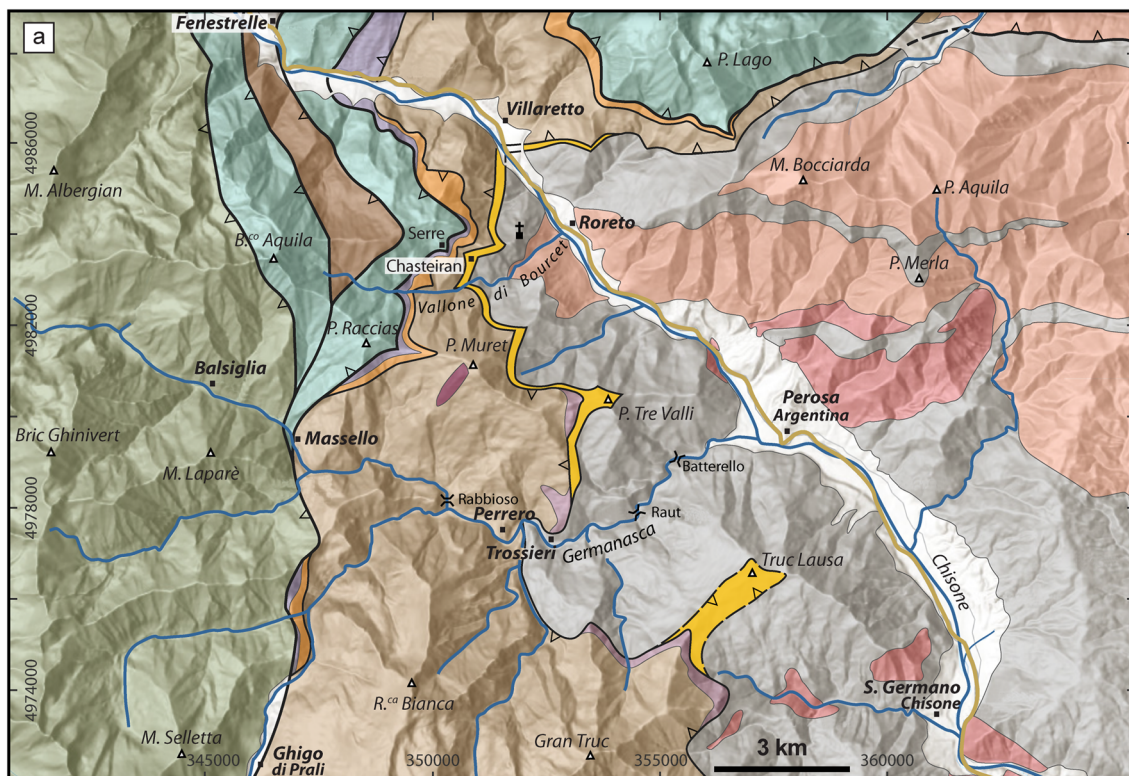 a
Fenestrelle
P. Lago
Villaretto
4986000
M. Albergian
M. Bocciarda
P. Aquila
Roreto
Serre
B.co Aquila
Chasteiran
P. Merla
Vallone di Bourcet
4982000
P. Raccias
P. Muret
Balsiglia
P. Tre Valli
Perosa
Argentina
Bric Ghinivert
Massello
M. Laparè
Batterello
4978000
Rabbioso
Perrero
Raut
Trossieri
Germanasca
Truc Lausa
Chisone
4974000
R.ca Bianca
S. Germano
Chisone
M. Selletta
Gran Truc
3 km
Ghigo
di Prali
345000
350000
355000
360000